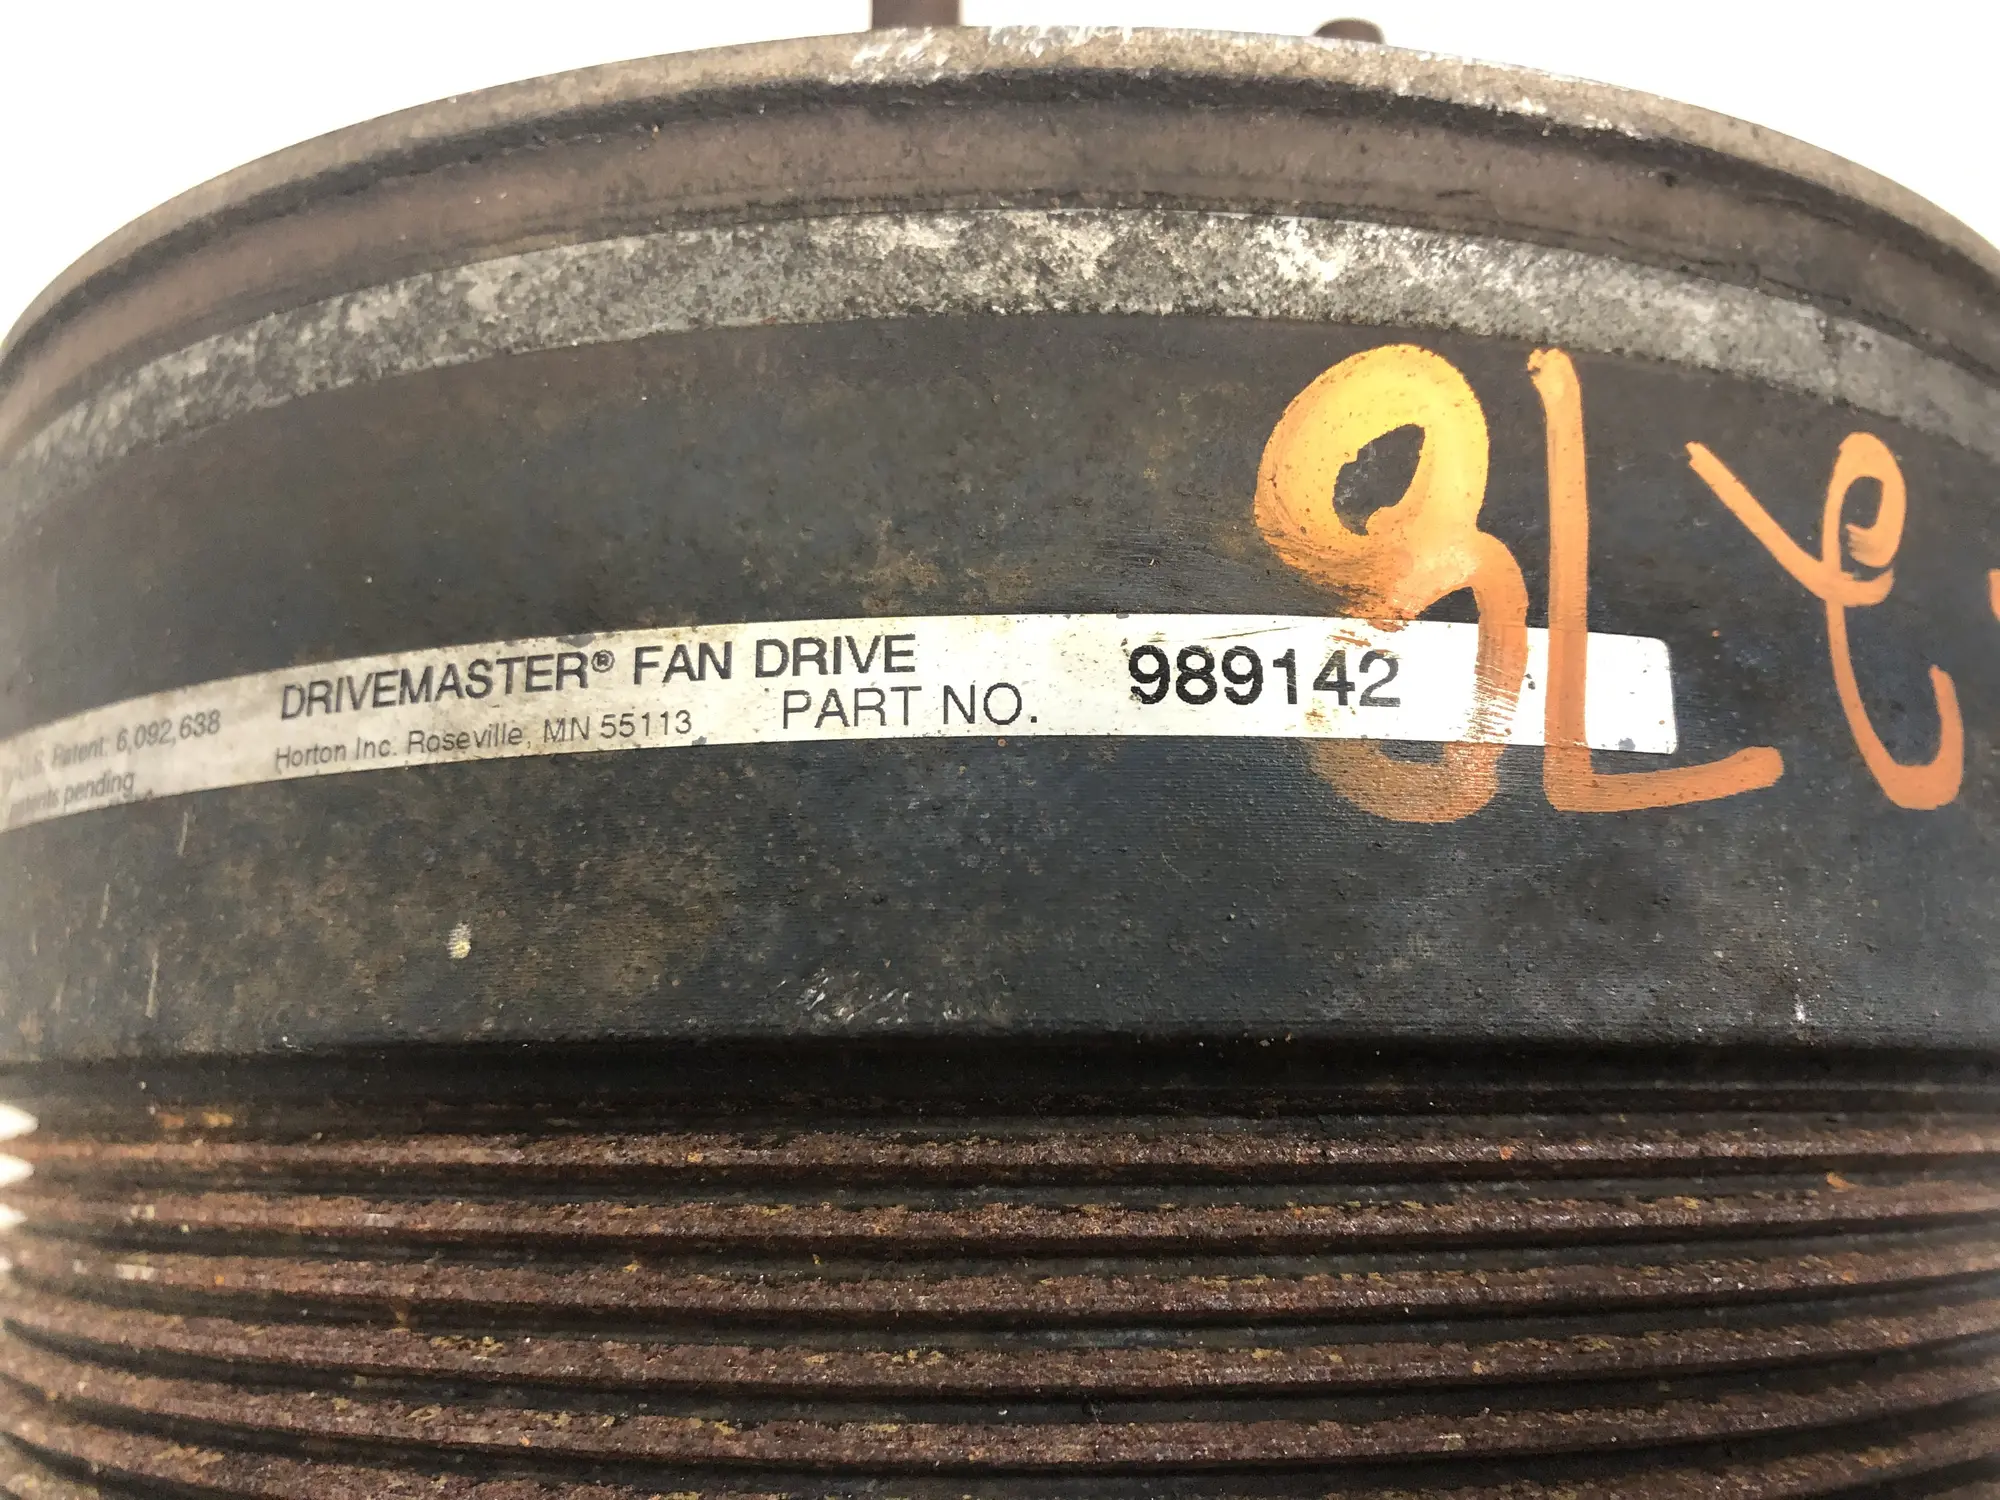 U.S. Patent: 6,092,638
patents pending
DRIVEMASTER® FAN DRIVE
Horton Inc. Roseville, MN 55113
PART NO. 989142